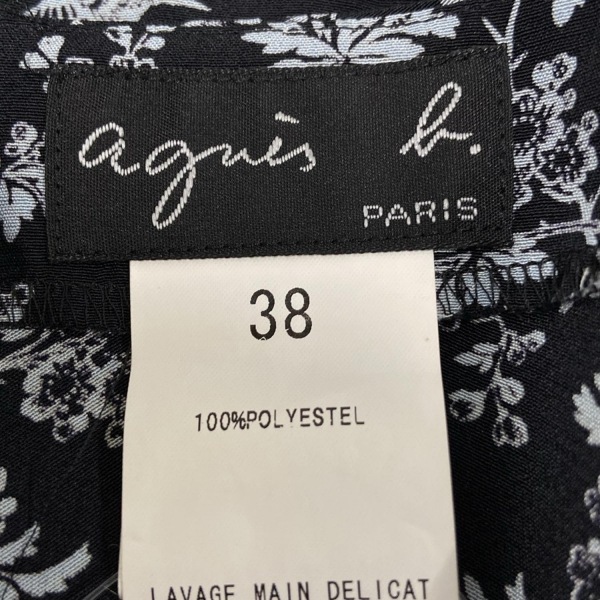 agnès b.
PARIS
38
100%POLYESTEL
LAVAGE MAIN DELICAT